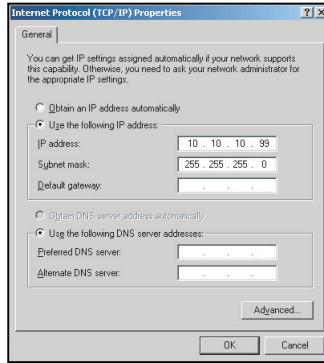 Internet Protocol (TCP/IP) Properties
General
You can get IP settings assigned automatically if your network supports
this capability. Otherwise, you need to ask your network administrator for
the appropriate IP settings.
Obtain an IP address automatically
Use the following IP address:
IP address: 10 . 10 . 10 . 99
Subnet mask: 255 . 255 . 255 . 0
Default gateway: . . .
Obtain DNS server address automatically
Use the following DNS server addresses:
Preferred DNS server: . . .
Alternate DNS server: . . .
Advanced...
OK Cancel